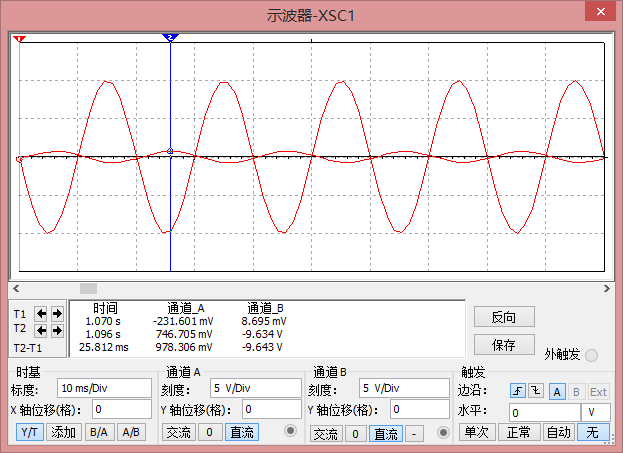 示波器-XSC1
×
1
2
T1
T2
T2-T1
时间 通道_A 通道_B
1.070 s -231.601 mV 8.695 mV
1.096 s 746.705 mV -9.634 V
25.812 ms 978.306 mV -9.643 V
反向
保存
外触发
时基
标度: 10 ms/Div
X 轴位移(格): 0
Y/T 添加 B/A A/B
通道 A
刻度: 5 V/Div
Y 轴位移(格): 0
交流 0 直流
通道 B
刻度: 5 V/Div
Y 轴位移(格): 0
交流 0 直流 -
触发
边沿: A B Ext
水平: 0 V
单次 正常 自动 无